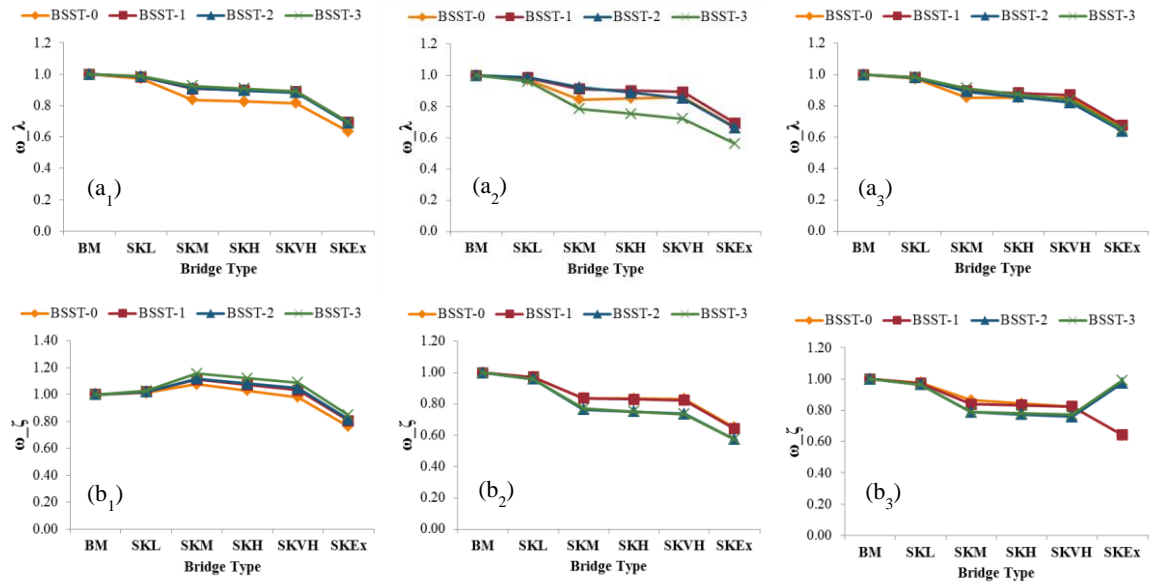 BSST-0 BSST-1 BSST-2 BSST-3
1.2
1.0
0.8
0.6
0.4
0.2
0.0
ω_λ
(a1)
BM SKL SKM SKH SKVH SKEx
Bridge Type
BSST-0 BSST-1 BSST-2 BSST-3
1.2
1.0
0.8
0.6
0.4
0.2
0.0
ω_λ
(a2)
BM SKL SKM SKH SKVH SKEx
Bridge Type
BSST-0 BSST-1 BSST-2 BSST-3
1.2
1.0
0.8
0.6
0.4
0.2
0.0
ω_λ
(a3)
BM SKL SKM SKH SKVH SKEx
Bridge Type
BSST-0 BSST-1 BSST-2 BSST-3
1.40
1.20
1.00
0.80
0.60
0.40
0.20
0.00
ω_ζ
(b1)
BM SKL SKM SKH SKVH SKEx
Bridge Type
BSST-0 BSST-1 BSST-2 BSST-3
1.20
1.00
0.80
0.60
0.40
0.20
0.00
ω_ζ
(b2)
BM SKL SKM SKH SKVH SKEx
Bridge Type
BSST-0 BSST-1 BSST-2 BSST-3
1.20
1.00
0.80
0.60
0.40
0.20
0.00
ω_ζ
(b3)
BM SKL SKM SKH SKVH SKEx
Bridge Type